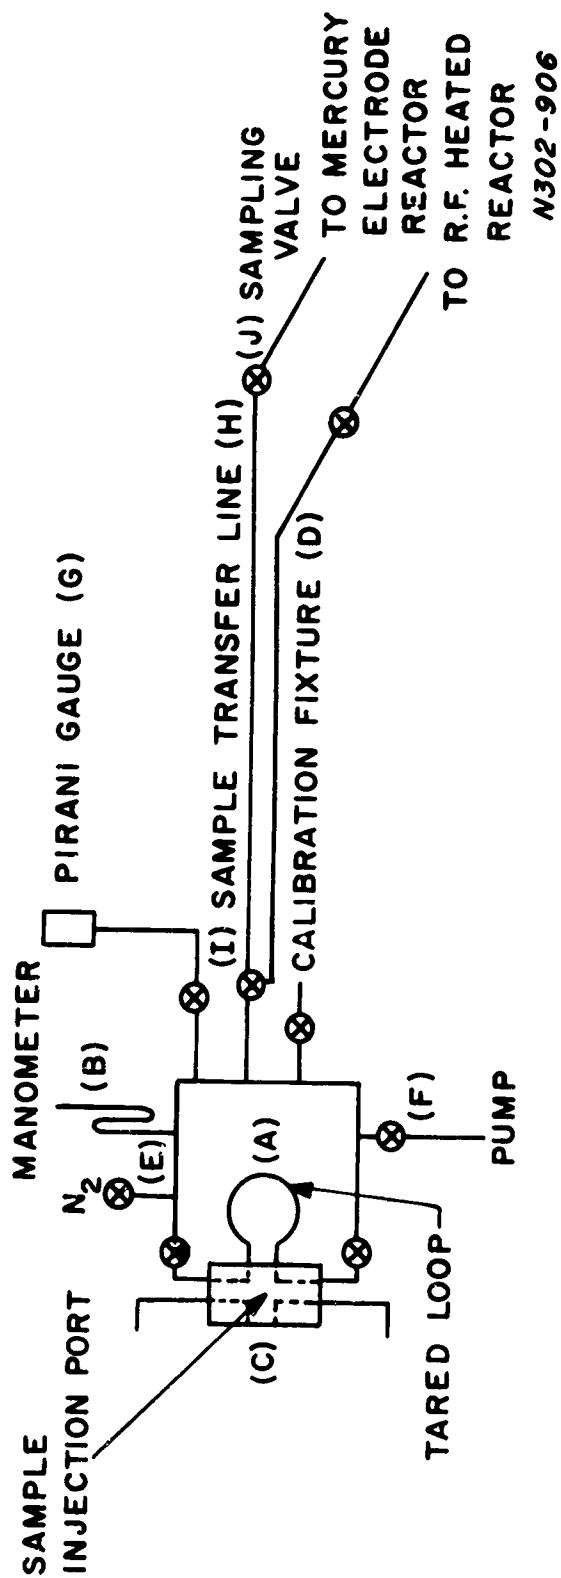 SAMPLE
INJECTION PORT
N2
(E)
MANOMETER
(B)
PIRANI GAUGE (G)
(C)
(A)
(I) SAMPLE TRANSFER LINE (H)
(J) SAMPLING
VALVE
TO MERCURY
ELECTRODE
REACTOR
CALIBRATION FIXTURE (D)
TO R.F. HEATED
REACTOR
TARED LOOP
PUMP
(F)
N302-906